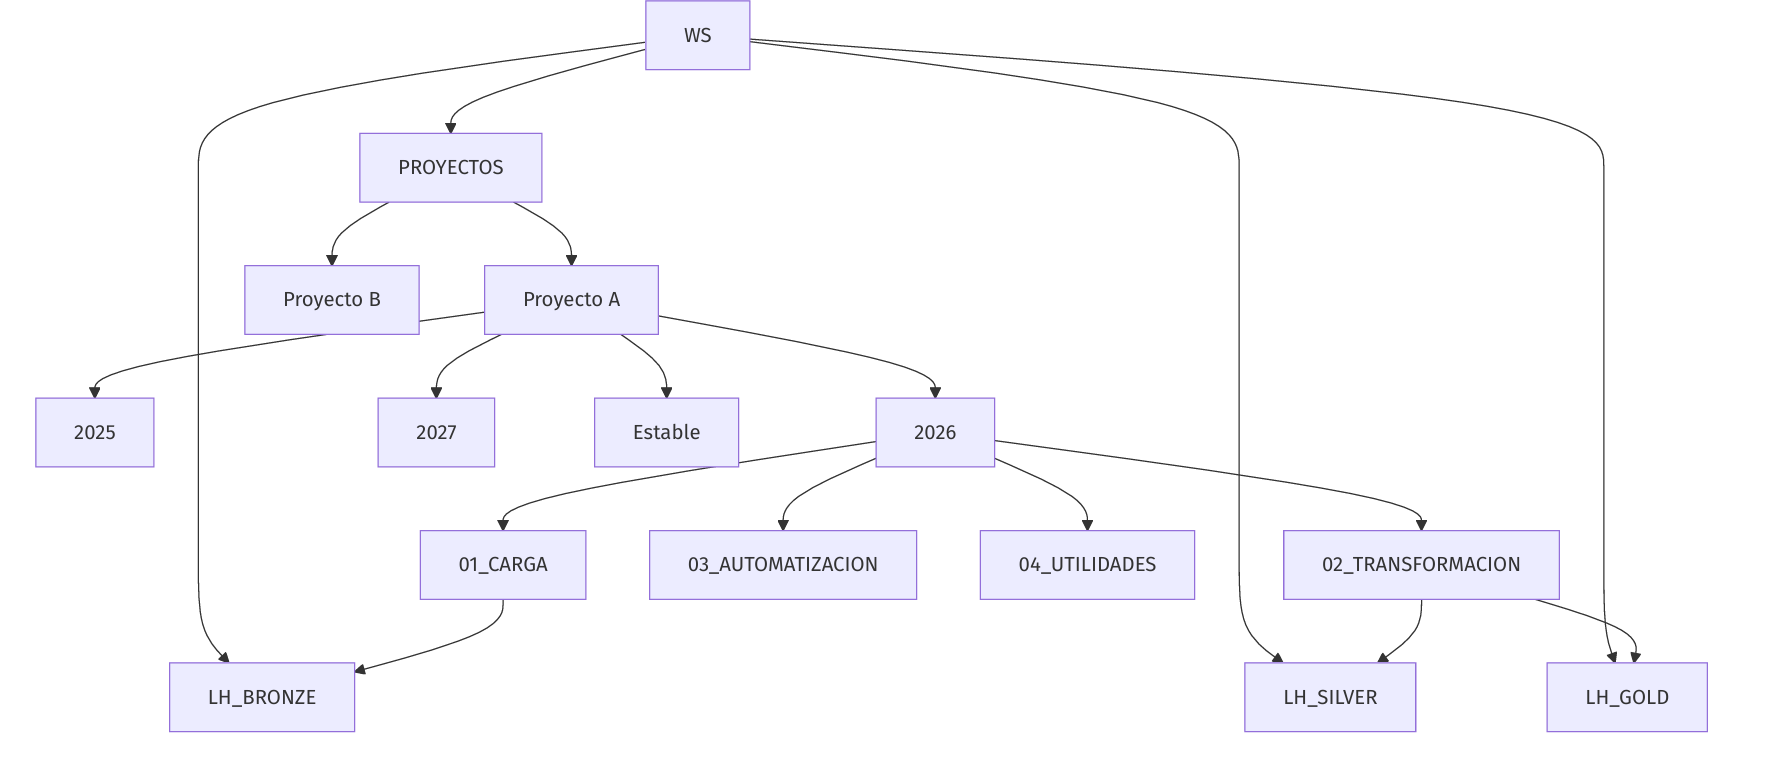 WS
PROYECTOS
Proyecto B
Proyecto A
2025
2027
Estable
2026
01_CARGA
03_AUTOMATIZACION
04_UTILIDADES
02_TRANSFORMACION
LH_BRONZE
LH_SILVER
LH_GOLD